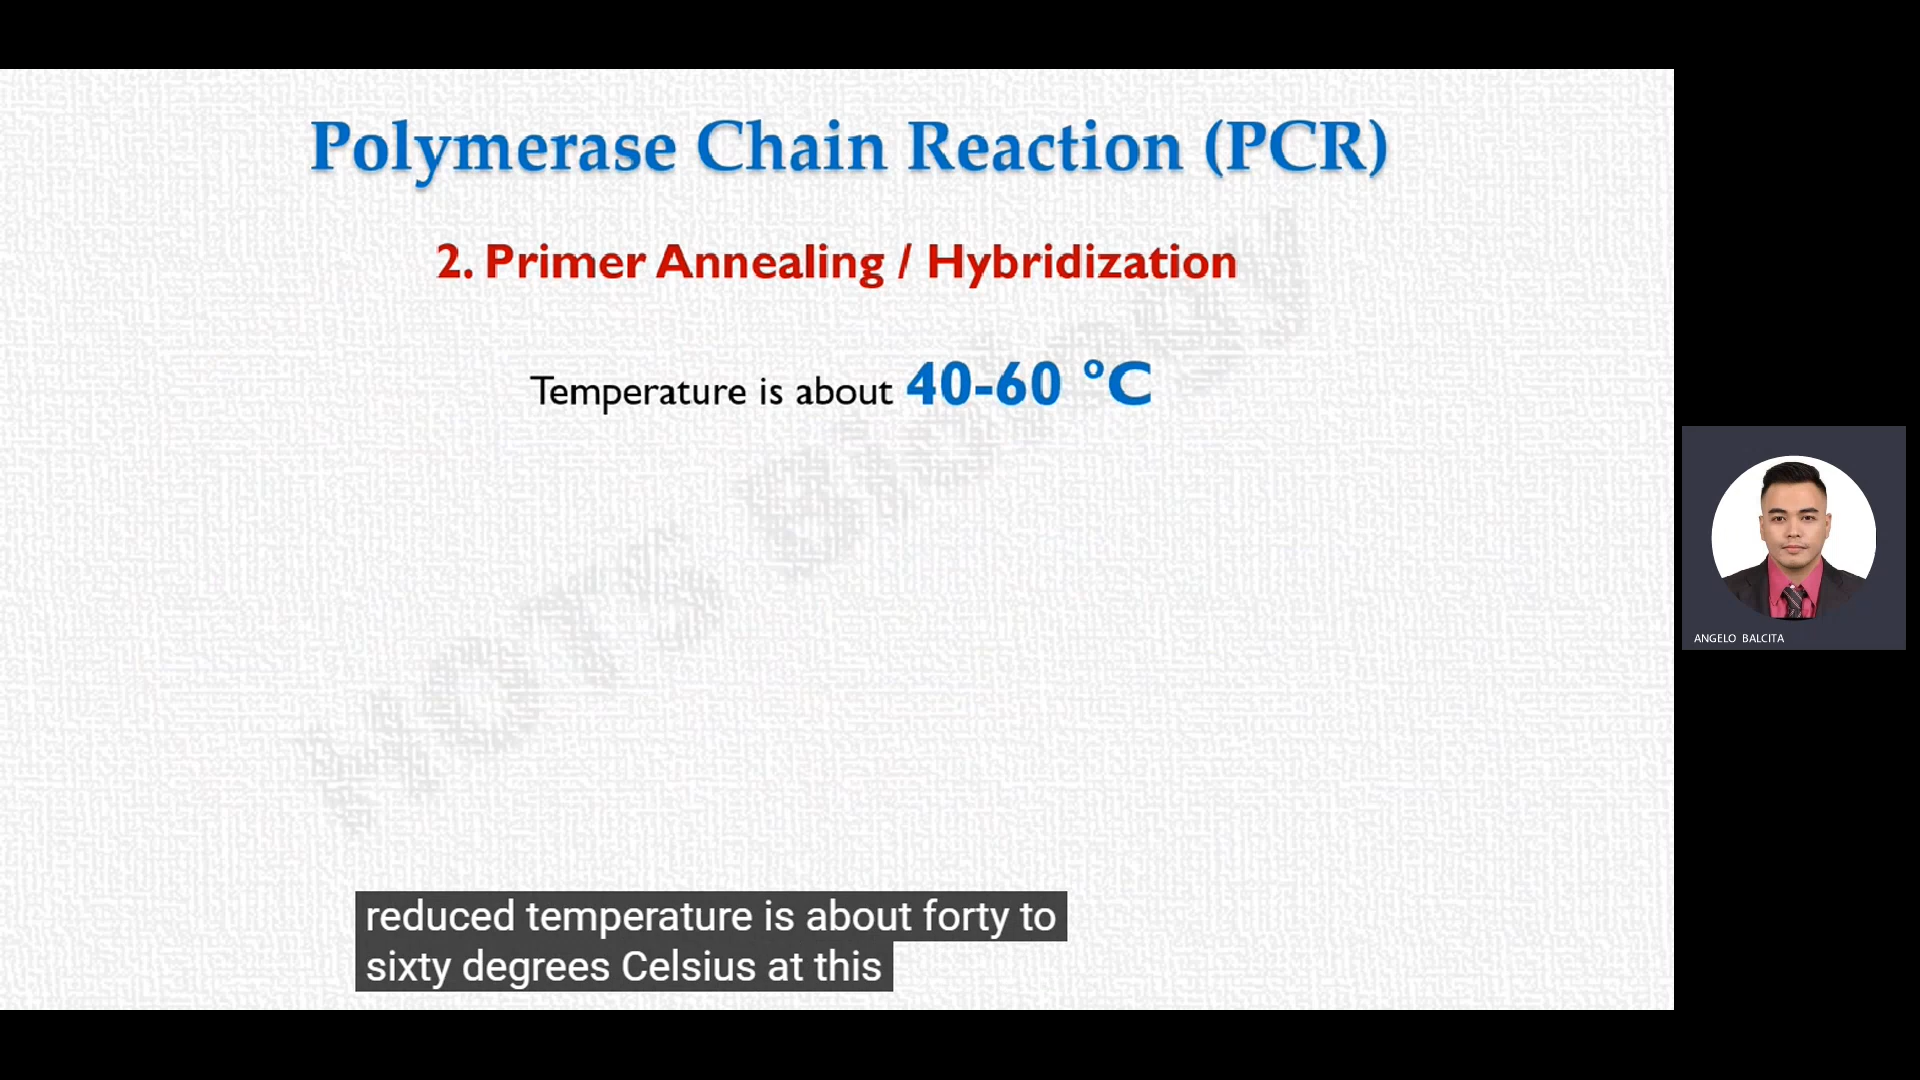 Polymerase Chain Reaction (PCR)
2. Primer Annealing / Hybridization
Temperature is about 40-60 °C
ANGELO BALCITA
reduced temperature is about forty to
sixty degrees Celsius at this